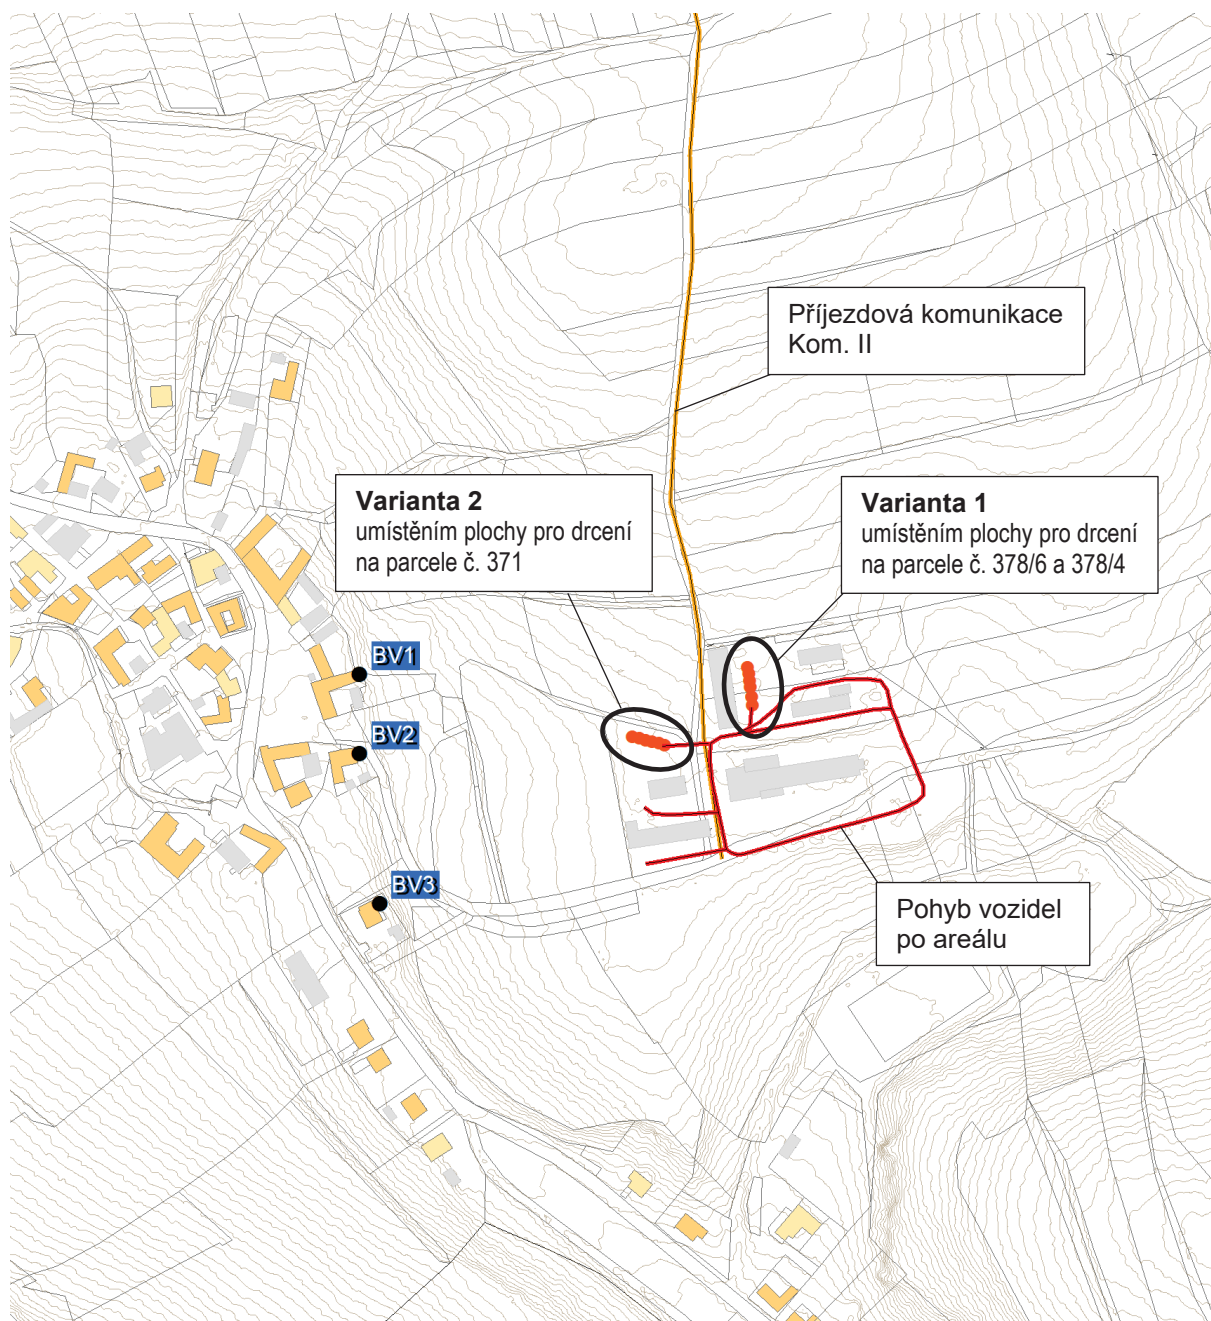 Příjezdová komunikace
Kom. II
Varianta 2
umístěním plochy pro drcení
na parcele č. 371
Varianta 1
umístěním plochy pro drcení
na parcele č. 378/6 a 378/4
BV1
BV2
BV3
Pohyb vozidel
po areálu